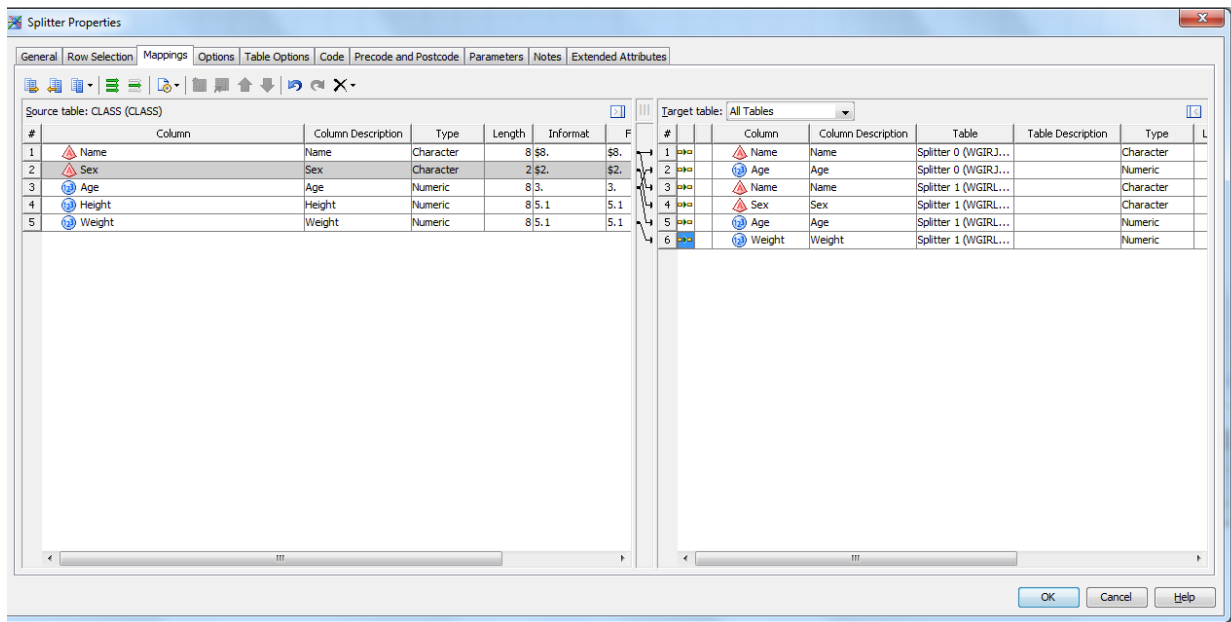 Splitter Properties
General Row Selection Mappings Options Table Options Code Precode and Postcode Parameters Notes Extended Attributes
Source table: CLASS (CLASS) Target table: All Tables
# Column Column Description Type Length Informat F # Column Column Description Table Table Description Type L
1 Name Name Character 8 $8. $8. 1 Name Name Splitter 0 (WGIRJ... Character
2 Sex Sex Character 2 $2. $2. 2 Age Age Splitter 0 (WGIRJ... Numeric
3 Age Age Numeric 8 3. 3. 3 Name Name Splitter 1 (WGIRL... Character
4 Height Height Numeric 8 5.1 5.1 4 Sex Sex Splitter 1 (WGIRL... Character
5 Weight Weight Numeric 8 5.1 5.1 5 Age Age Splitter 1 (WGIRL... Numeric
6 Weight Weight Splitter 1 (WGIRL... Numeric
OK Cancel Help